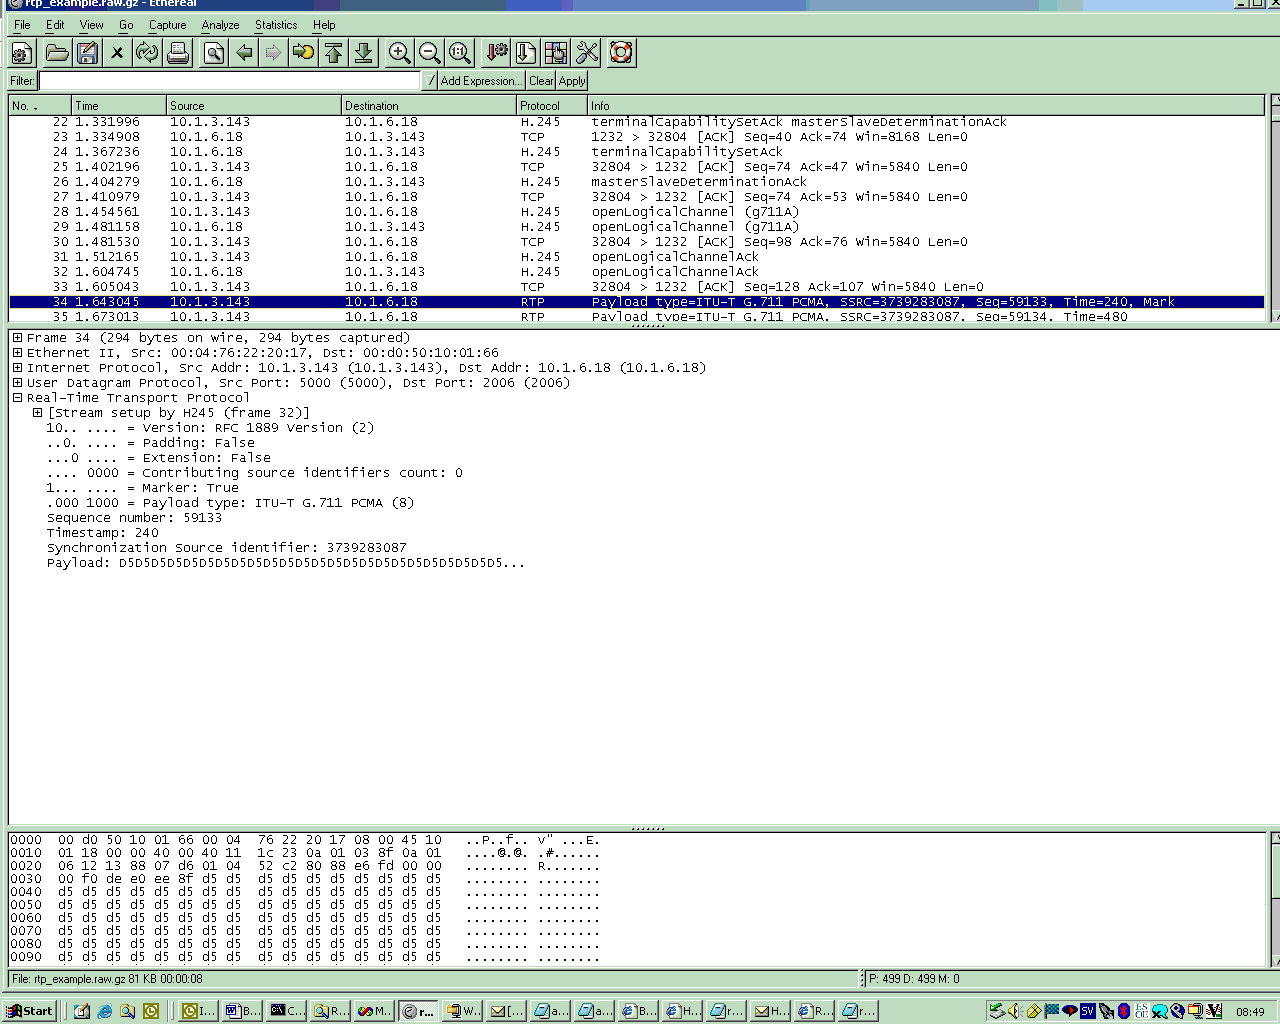 rtp_example.raw.gz - Ethereal
File Edit View Go Capture Analyze Statistics Help
Filter: Add Expression... Clear Apply
No. Time Source Destination Protocol Info
22 1.331996 10.1.3.143 10.1.6.18 H.245 terminalCapabilitySetAck masterSlaveDeterminationAck
23 1.334908 10.1.6.18 10.1.3.143 TCP 1232 > 32804 [ACK] Seq=40 Ack=74 Win=8168 Len=0
24 1.367236 10.1.6.18 10.1.3.143 H.245 terminalCapabilitySetAck
25 1.402196 10.1.3.143 10.1.6.18 TCP 32804 > 1232 [ACK] Seq=74 Ack=47 Win=5840 Len=0
26 1.404279 10.1.6.18 10.1.3.143 H.245 masterSlaveDeterminationAck
27 1.410979 10.1.3.143 10.1.6.18 TCP 32804 > 1232 [ACK] Seq=74 Ack=53 Win=5840 Len=0
28 1.454561 10.1.3.143 10.1.6.18 H.245 openLogicalChannel (g711A)
29 1.481158 10.1.6.18 10.1.3.143 H.245 openLogicalChannel (g711A)
30 1.481530 10.1.3.143 10.1.6.18 TCP 32804 > 1232 [ACK] Seq=98 Ack=76 Win=5840 Len=0
31 1.512165 10.1.3.143 10.1.6.18 H.245 openLogicalChannelAck
32 1.604745 10.1.6.18 10.1.3.143 H.245 openLogicalChannelAck
33 1.605043 10.1.3.143 10.1.6.18 TCP 32804 > 1232 [ACK] Seq=128 Ack=107 Win=5840 Len=0
34 1.643045 10.1.3.143 10.1.6.18 RTP Payload type=ITU-T G.711 PCMA, SSRC=3739283087, Seq=59133, Time=240, Mark
35 1.673013 10.1.3.143 10.1.6.18 RTP Payload type=ITU-T G.711 PCMA, SSRC=3739283087, Seq=59134, Time=480
Frame 34 (294 bytes on wire, 294 bytes captured)
Ethernet II, Src: 00:04:76:22:20:17, Dst: 00:d0:50:10:01:66
Internet Protocol, Src Addr: 10.1.3.143 (10.1.3.143), Dst Addr: 10.1.6.18 (10.1.6.18)
User Datagram Protocol, Src Port: 5000 (5000), Dst Port: 2006 (2006)
Real-Time Transport Protocol
[Stream setup by H245 (frame 32)]
10.. .... = Version: RFC 1889 Version (2)
..0. .... = Padding: False
...0 .... = Extension: False
.... 0000 = Contributing source identifiers count: 0
1... .... = Marker: True
.000 1000 = Payload type: ITU-T G.711 PCMA (8)
Sequence number: 59133
Timestamp: 240
Synchronization Source identifier: 3739283087
Payload: D5D5D5D5D5D5D5D5D5D5D5D5D5D5D5D5D5D5D5D5D5D5D5D5...
0000 00 d0 50 10 01 66 00 04 76 22 20 17 08 00 45 10 ..P..f.. v" ...E.
0010 01 18 00 00 40 00 40 11 1c 23 0a 01 03 8f 0a 01 ....@.@. .#......
0020 06 12 13 88 07 d6 01 04 52 c2 80 88 e6 fd 00 00 ........ R.......
0030 00 f0 de e0 ee 8f d5 d5 d5 d5 d5 d5 d5 d5 d5 d5 ........ ........
0040 d5 d5 d5 d5 d5 d5 d5 d5 d5 d5 d5 d5 d5 d5 d5 d5 ........ ........
0050 d5 d5 d5 d5 d5 d5 d5 d5 d5 d5 d5 d5 d5 d5 d5 d5 ........ ........
0060 d5 d5 d5 d5 d5 d5 d5 d5 d5 d5 d5 d5 d5 d5 d5 d5 ........ ........
0070 d5 d5 d5 d5 d5 d5 d5 d5 d5 d5 d5 d5 d5 d5 d5 d5 ........ ........
0080 d5 d5 d5 d5 d5 d5 d5 d5 d5 d5 d5 d5 d5 d5 d5 d5 ........ ........
0090 d5 d5 d5 d5 d5 d5 d5 d5 d5 d5 d5 d5 d5 d5 d5 d5 ........ ........
File: rtp_example.raw.gz 81 KB 00:00:08 P: 499 D: 499 M: 0
Start I... B... C... R... M... r... W... [... a... a... B... H... r... H... R... r... SV 08:49